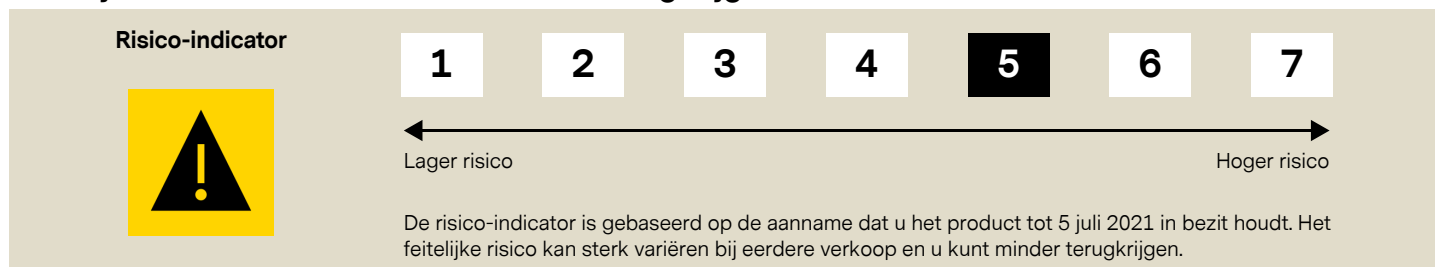 Risico-indicator
1 2 3 4 5 6 7
Lager risico Hoger risico
De risico-indicator is gebaseerd op de aanname dat u het product tot 5 juli 2021 in bezit houdt. Het
feitelijke risico kan sterk variëren bij eerdere verkoop en u kunt minder terugkrijgen.